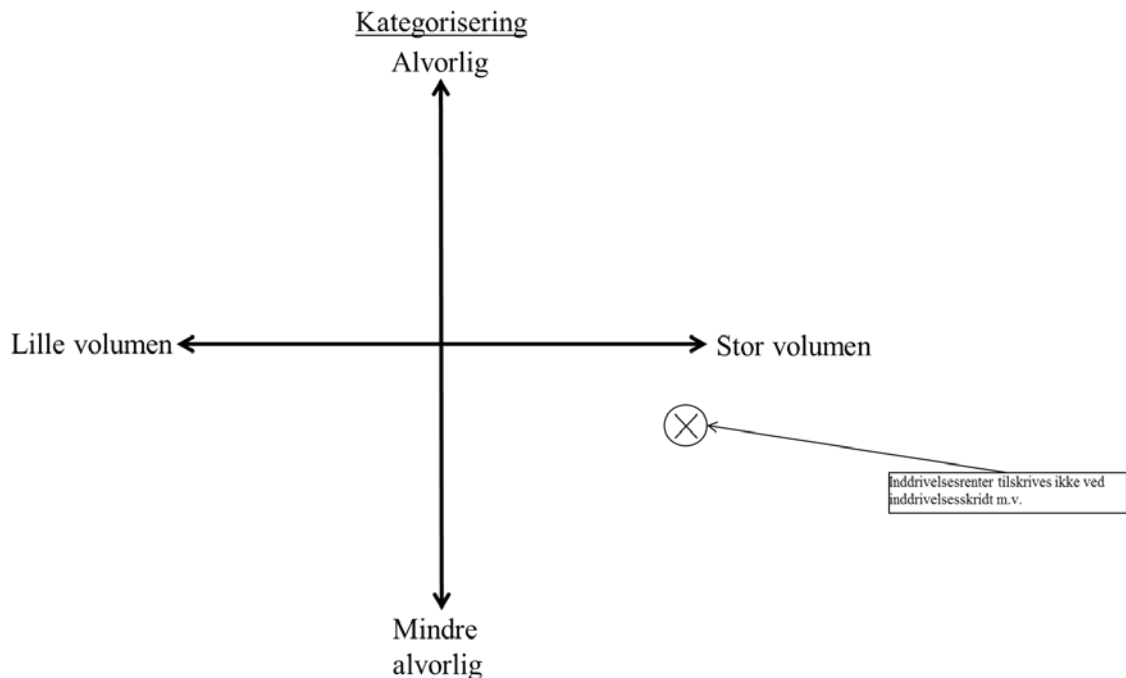 Kategorisering
Alvorlig
Lille volumen
Stor volumen
Inddrivelsesrenter tilskrives ikke ved
inddrivelsesskridt m.v.
Mindre
alvorlig